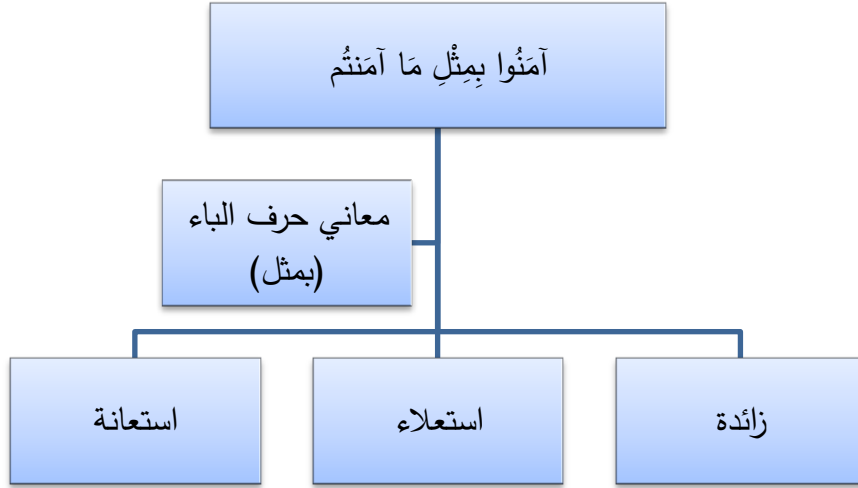 آمَنُوا بِمِثْلِ مَا آمَنتُم
معاني حرف الباء
(بمثل)
زائدة
استعلاء
استعانة